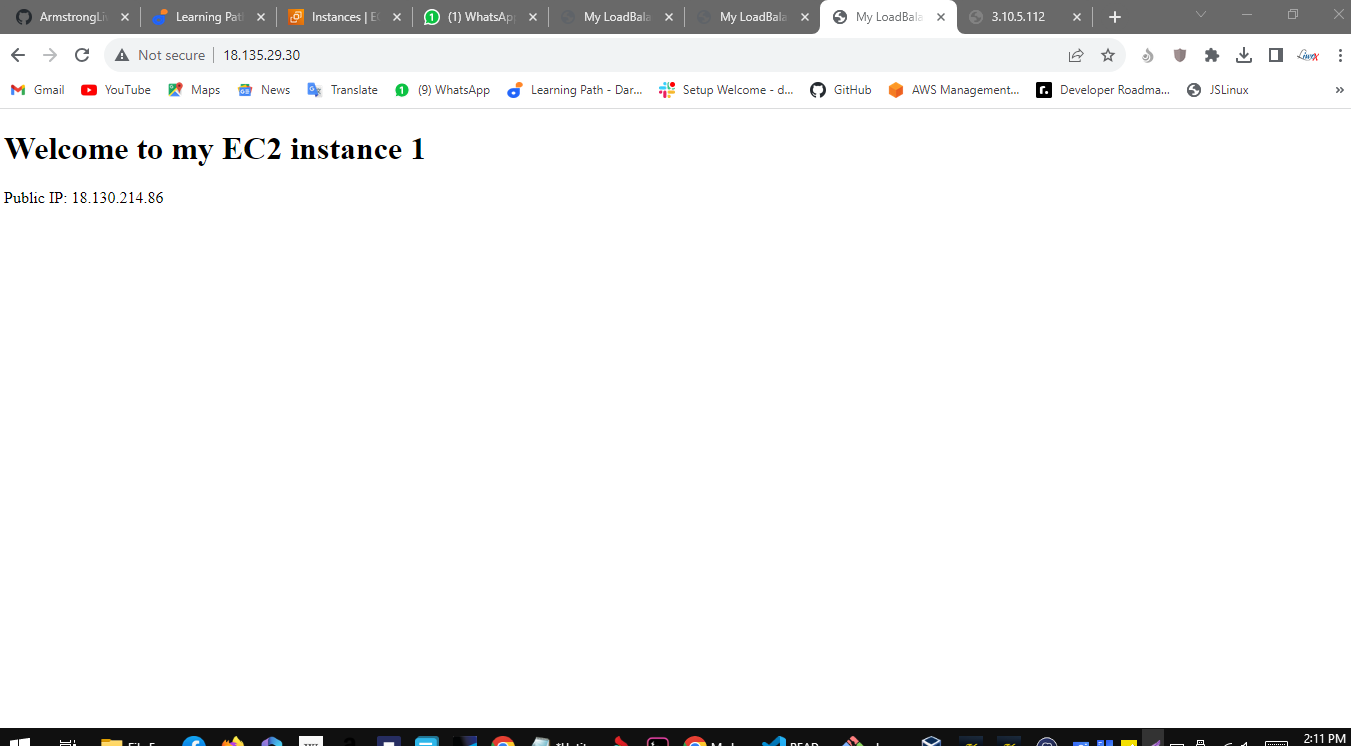 ArmstrongLi
Learning Pat
Instances | E
(1) WhatsAp
My LoadBala
My LoadBala
My LoadBala
3.10.5.112
Not secure
18.135.29.30
Gmail
YouTube
Maps
News
Translate
(9) WhatsApp
Learning Path - Dar...
Setup Welcome - d...
GitHub
AWS Management...
Developer Roadma...
JSLinux
Welcome to my EC2 instance 1
Public IP: 18.130.214.86
2:11 PM